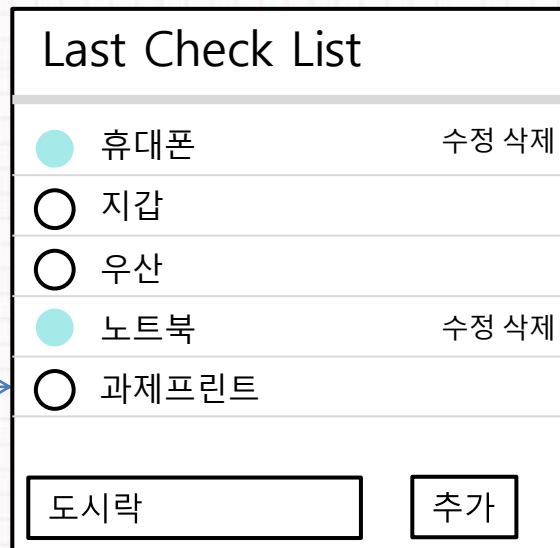 Last Check List
휴대폰 수정 삭제
지갑
우산
노트북 수정 삭제
과제프린트
도시락 추가